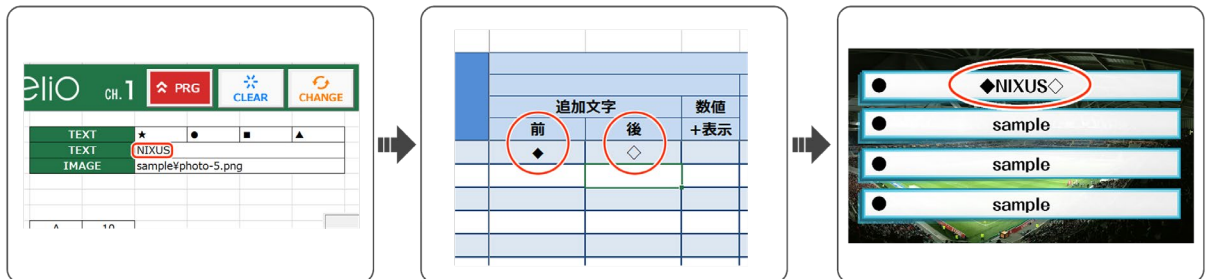 elio CH.1 PRG CLEAR CHANGE
TEXT ★ ● ■ ▲
TEXT NIXUS
IMAGE sample¥photo-5.png
A 10
追加文字 数値
前 後 +表示
◆ ◇
● ◆NIXUS◇
● sample
● sample
● sample